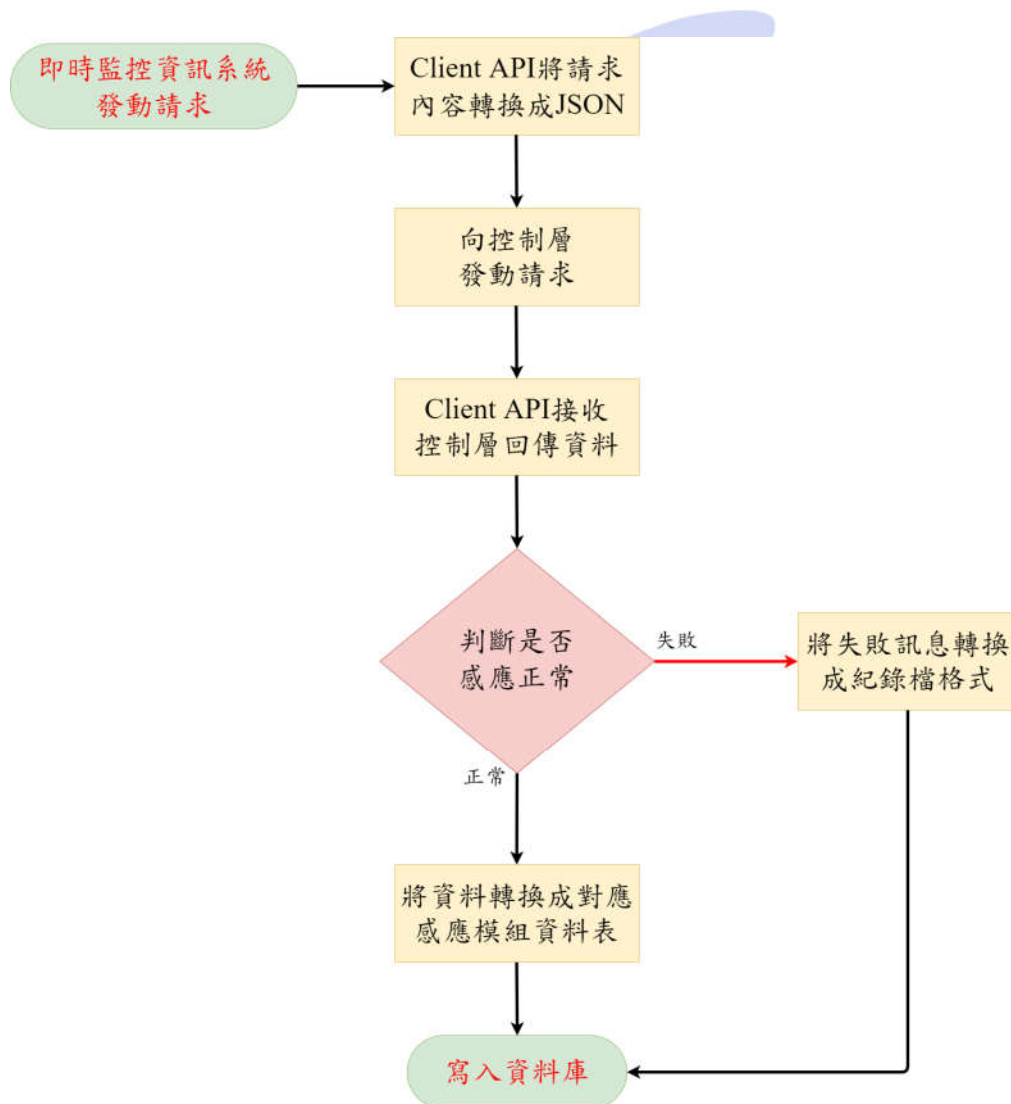 即時監控資訊系統
發動請求
Client API將請求
內容轉換成JSON
向控制層
發動請求
Client API接收
控制層回傳資料
判斷是否
感應正常
失敗
將失敗訊息轉換
成紀錄檔格式
正常
將資料轉換成對應
感應模組資料表
寫入資料庫